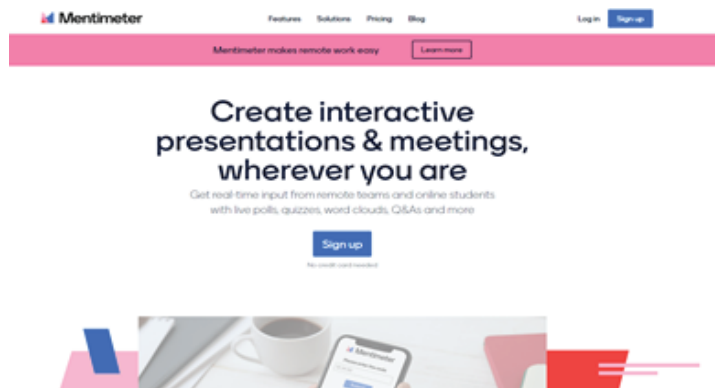 Mentimeter
Features Solutions Pricing Blog
Log in Sign up
Mentimeter makes remote work easy Learn more
Create interactive
presentations & meetings,
wherever you are
Get real-time input from remote teams and online students
with live polls, quizzes, word clouds, Q&As and more
Sign up
No credit card needed
Mentimeter